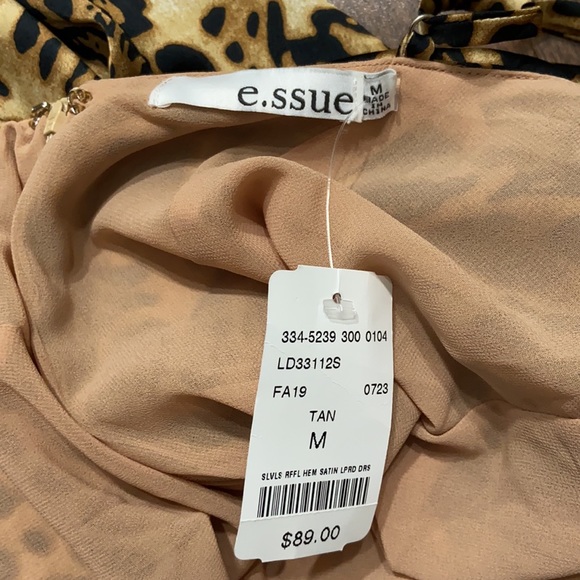 e.ssue
M
MADE
IN
CHINA
334-5239 300 0104
LD33112S
FA19 0723
TAN
M
SLVLS RFFL HEM SATIN LPRD DRS
$89.00